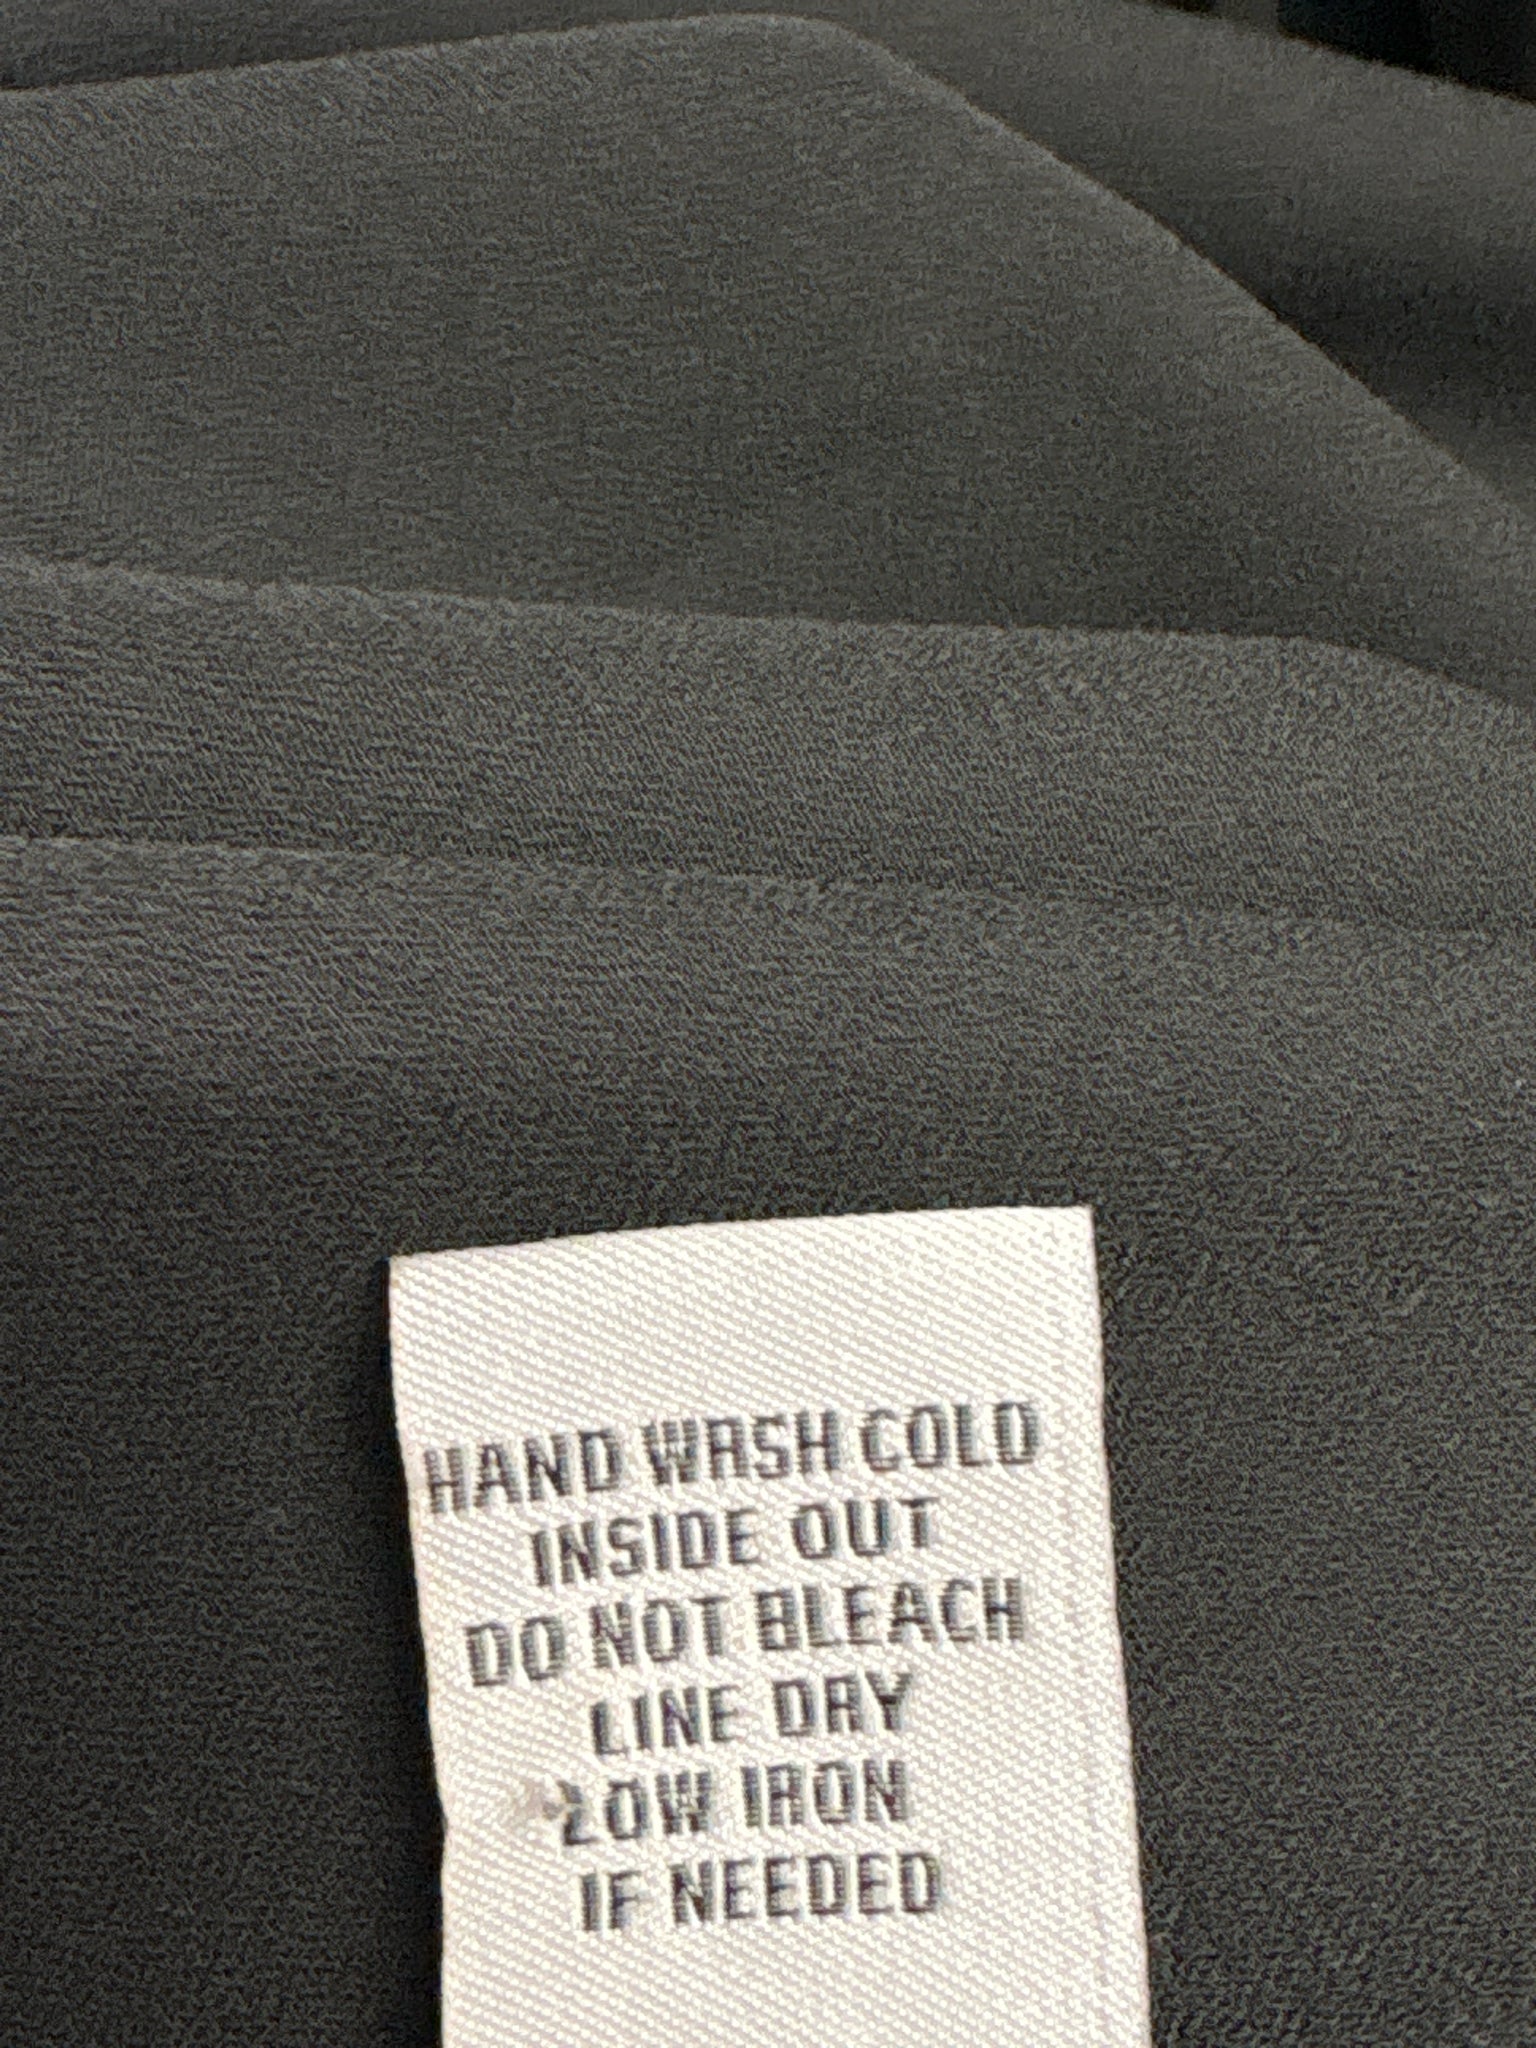 HAND WASH COLD
INSIDE OUT
DO NOT BLEACH
LINE DRY
LOW IRON
IF NEEDED